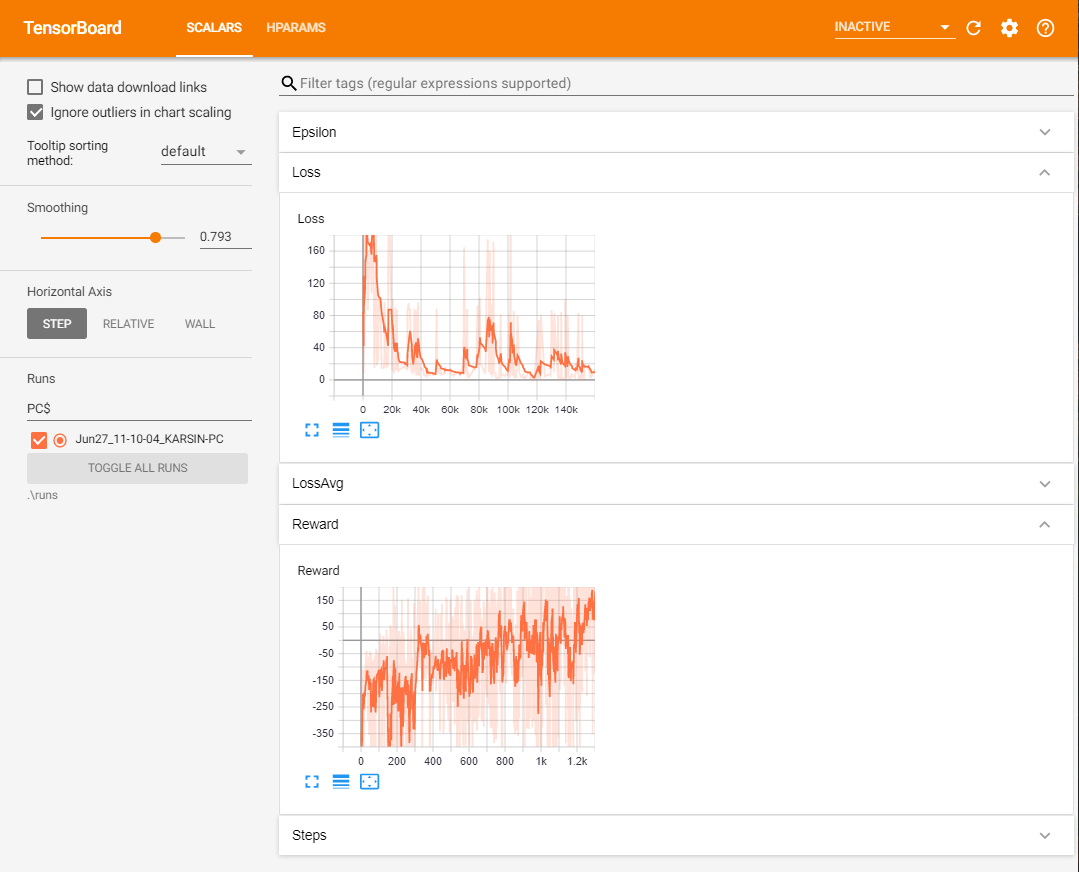 TensorBoard
SCALARS
HPARAMS
INACTIVE
Show data download links
Ignore outliers in chart scaling
Tooltip sorting
method:
default
Smoothing
0.793
Horizontal Axis
STEP
RELATIVE
WALL
Runs
PC$
Jun27_11-10-04_KARSIN-PC
TOGGLE ALL RUNS
.\runs
Filter tags (regular expressions supported)
Epsilon
Loss
Loss
160
120
80
40
0
0 20k 40k 60k 80k 100k 120k 140k
LossAvg
Reward
Reward
150
50
-50
-150
-250
-350
0 200 400 600 800 1k 1.2k
Steps